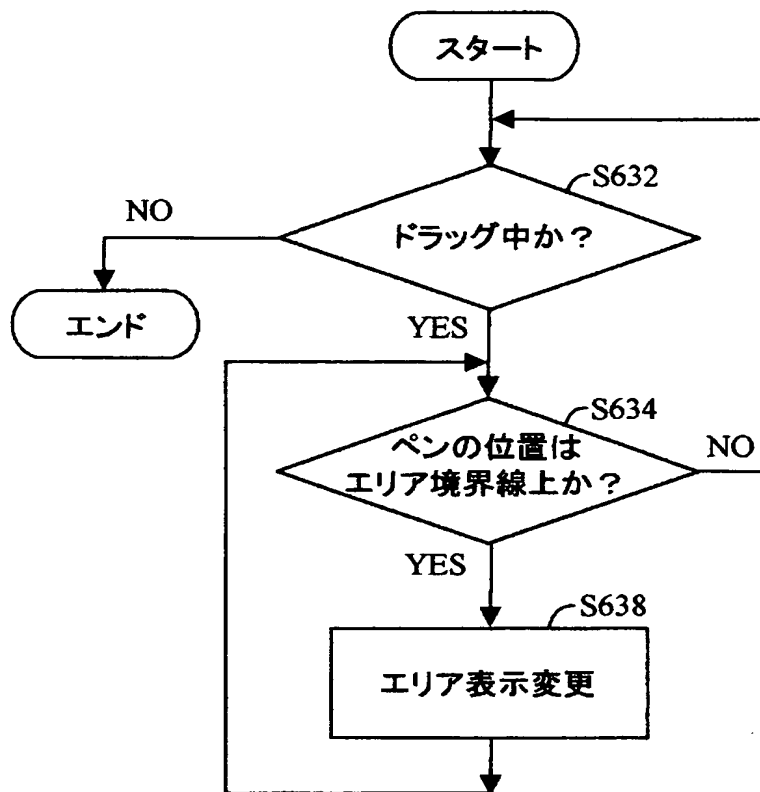 スタート
S632
NO
ドラッグ中か?
エンド
YES
S634
ペンの位置は
エリア境界線上か?
NO
YES
S638
エリア表示変更